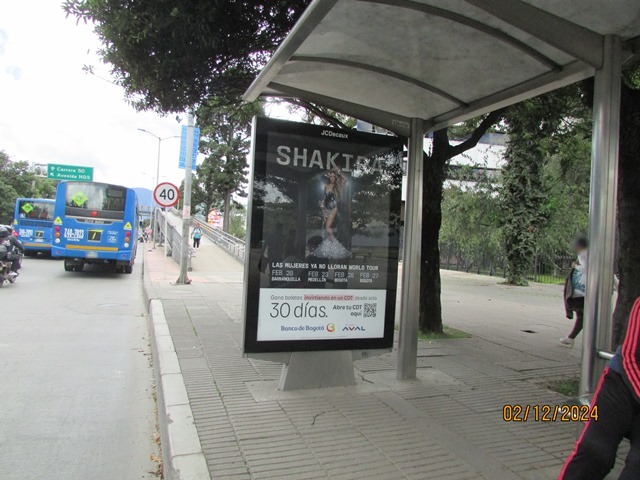 JCDecaux
SHAKIRA
LAS MUJERES YA NO LLORAN WORLD TOUR
FEB 20 FEB 23 FEB 26 FEB 27
BARRANQUILLA MEDELLÍN BOGOTÁ BOGOTÁ
Gana boletas invirtiendo en un CDT desde solo
30 días.
Abre tu CDT
aquí
Banco de Bogotá
AVAL
Carrera 50
Avenida NQS
40
02/12/2024